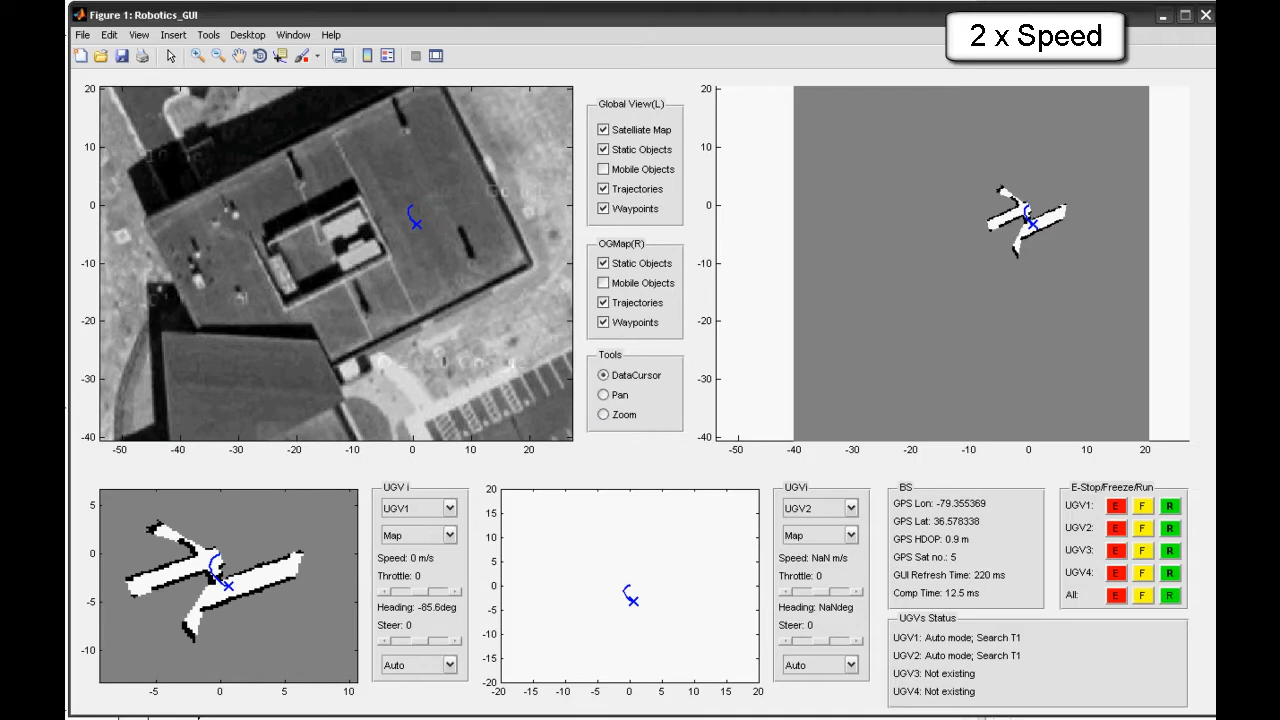 Figure 1: Robotics_GUI
2 x Speed
File Edit View Insert Tools Desktop Window Help
20
10
0
-10
-20
-30
-40
-50 -40 -30 -20 -10 0 10 20
Global View(L)
Satelliate Map
Static Objects
Mobile Objects
Trajectories
Waypoints
OGMap(R)
Static Objects
Mobile Objects
Trajectories
Waypoints
Tools
DataCursor
Pan
Zoom
20
10
0
-10
-20
-30
-40
-50 -40 -30 -20 -10 0 10 20
5
0
-5
-10
-5 0 5 10
UGV i
UGV1
Map
Speed: 0 m/s
Throttle: 0
Heading: -85.6deg
Steer: 0
Auto
20
15
10
5
0
-5
-10
-15
-20
-20 -15 -10 -5 0 5 10 15 20
UGVi
UGV2
Map
Speed: NaN m/s
Throttle: 0
Heading: NaNdeg
Steer: 0
Auto
BS
GPS Lon: -79.355369
GPS Lat: 36.578338
GPS HDOP: 0.9 m
GPS Sat no.: 5
GUI Refresh Time: 220 ms
Comp Time: 12.5 ms
E-Stop/Freeze/Run
UGV1: E F R
UGV2: E F R
UGV3: E F R
UGV4: E F R
All: E F R
UGVs Status
UGV1: Auto mode; Search T1
UGV2: Auto mode; Search T1
UGV3: Not existing
UGV4: Not existing